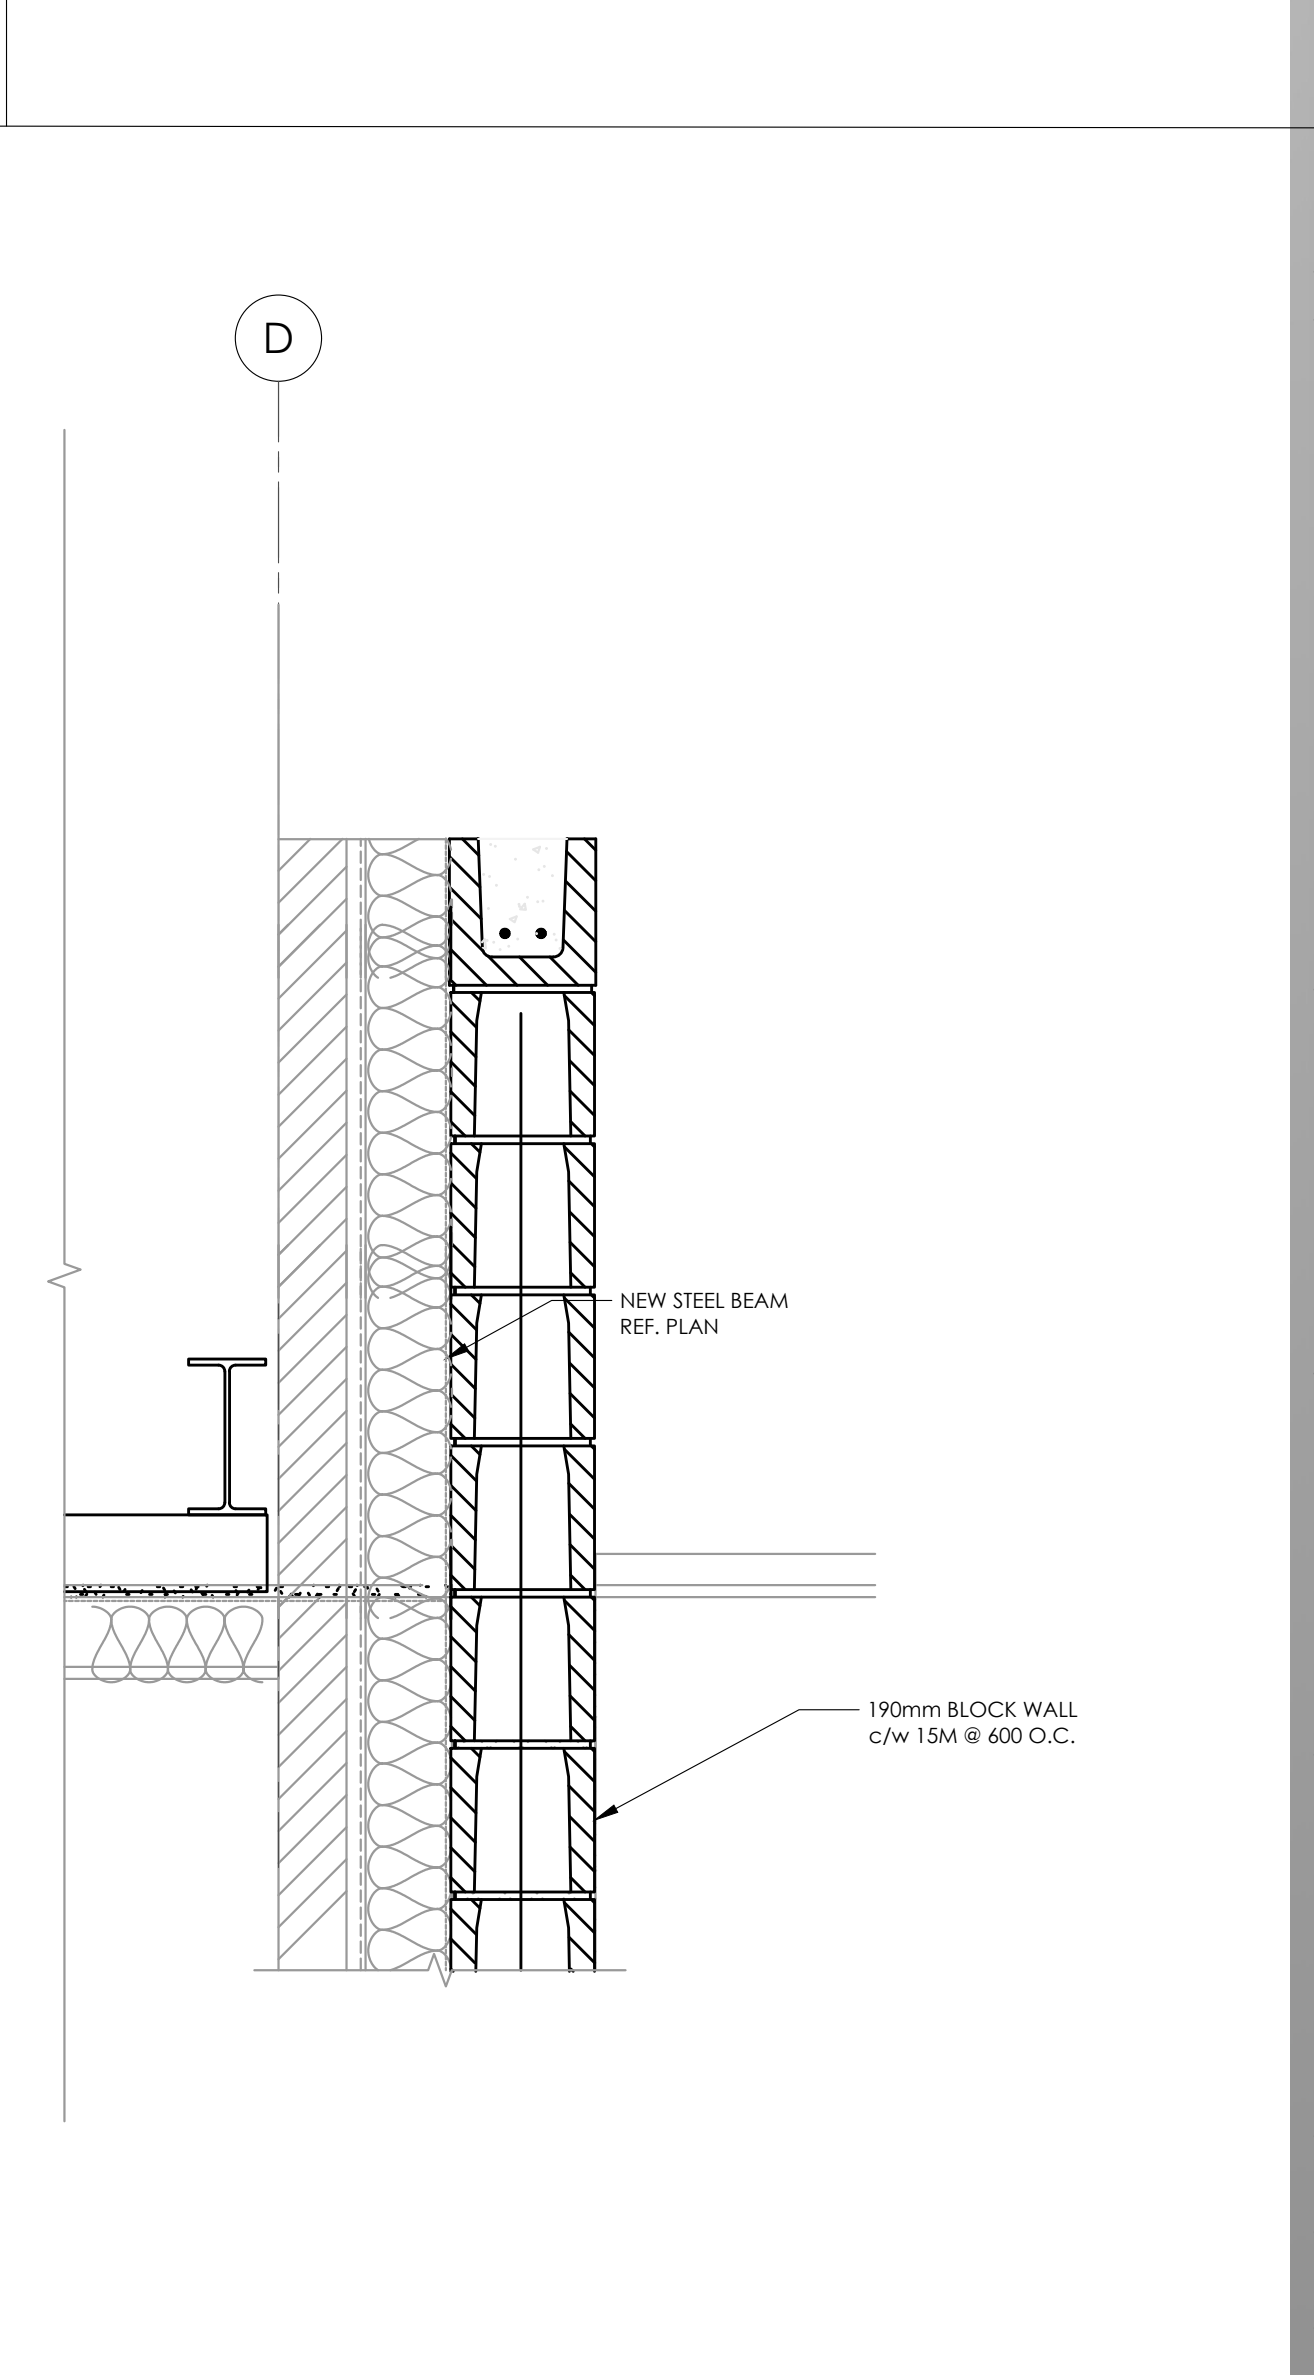 D
NEW STEEL BEAM
REF. PLAN
190mm BLOCK WALL
c/w 15M @ 600 O.C.